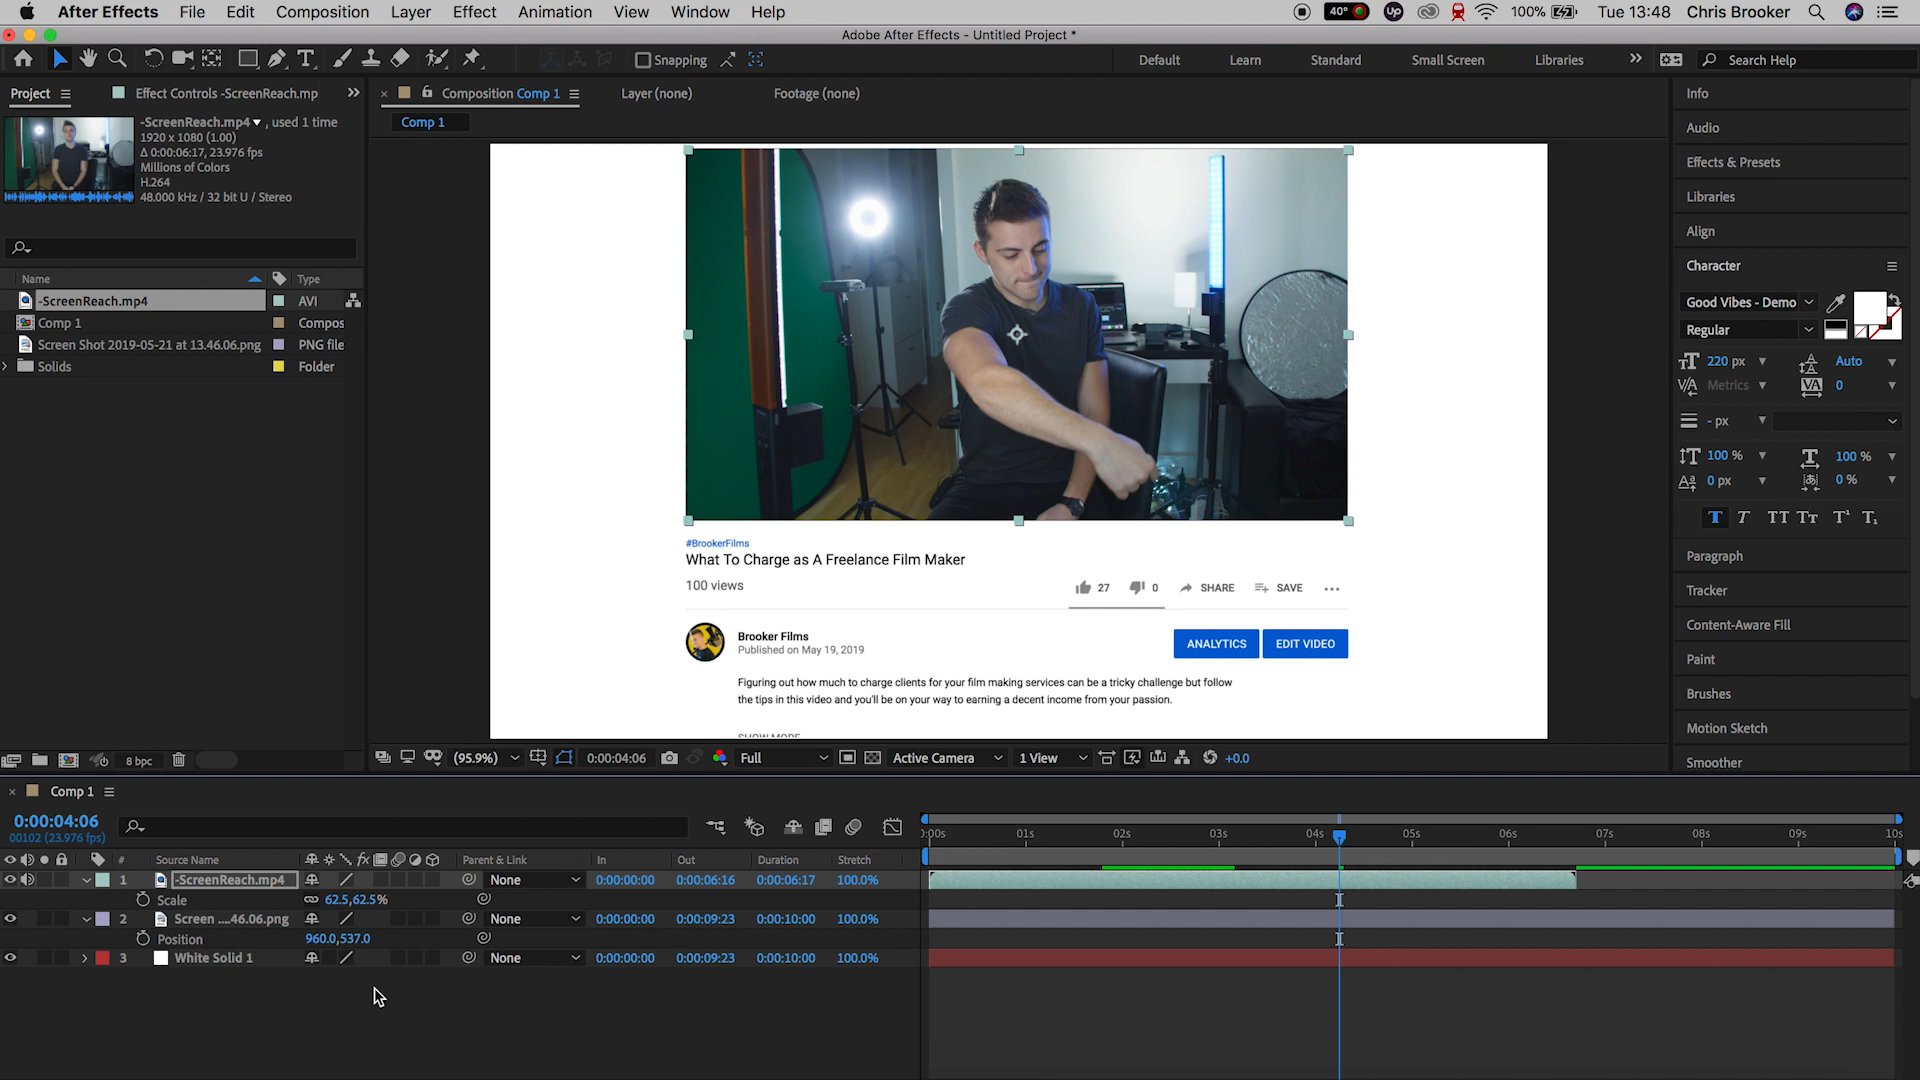 After Effects File Edit Composition Layer Effect Animation View Window Help 40° Up 100% Tue 13:48 Chris Brooker
Adobe After Effects - Untitled Project *
T Snapping Default Learn Standard Small Screen Libraries » Search Help
Project Effect Controls -ScreenReach.mp »
Composition Comp 1 Layer (none) Footage (none)
Comp 1
-ScreenReach.mp4 , used 1 time
1920 x 1080 (1.00)
Δ 0:00:06:17, 23.976 fps
Millions of Colors
H.264
48.000 kHz / 32 bit U / Stereo
Name Type
-ScreenReach.mp4 AVI
Comp 1 Compos
Screen Shot 2019-05-21 at 13.46.06.png PNG file
Solids Folder
8 bpc
#BrookerFilms
What To Charge as A Freelance Film Maker
100 views
27 0 SHARE SAVE ...
Brooker Films
Published on May 19, 2019
ANALYTICS EDIT VIDEO
Figuring out how much to charge clients for your film making services can be a tricky challenge but follow
the tips in this video and you'll be on your way to earning a decent income from your passion.
SHOW MORE
(95.9%) 0:00:04:06 Full Active Camera 1 View +0.0
Info
Audio
Effects & Presets
Libraries
Align
Character
Good Vibes - Demo
Regular
220 px Auto
Metrics 0
- px
100 % 100 %
0 px 0 %
T T TT Tт T¹ T₁
Paragraph
Tracker
Content-Aware Fill
Paint
Brushes
Motion Sketch
Smoother
Comp 1
0:00:04:06
00102 (23.976 fps)
:00s 01s 02s 03s 04s 05s 06s 07s 08s 09s 10s
# Source Name fx Parent & Link In Out Duration Stretch
1 -ScreenReach.mp4 None 0:00:00:00 0:00:06:16 0:00:06:17 100.0%
Scale 62.5,62.5%
2 Screen ....46.06.png None 0:00:00:00 0:00:09:23 0:00:10:00 100.0%
Position 960.0,537.0
3 White Solid 1 None 0:00:00:00 0:00:09:23 0:00:10:00 100.0%